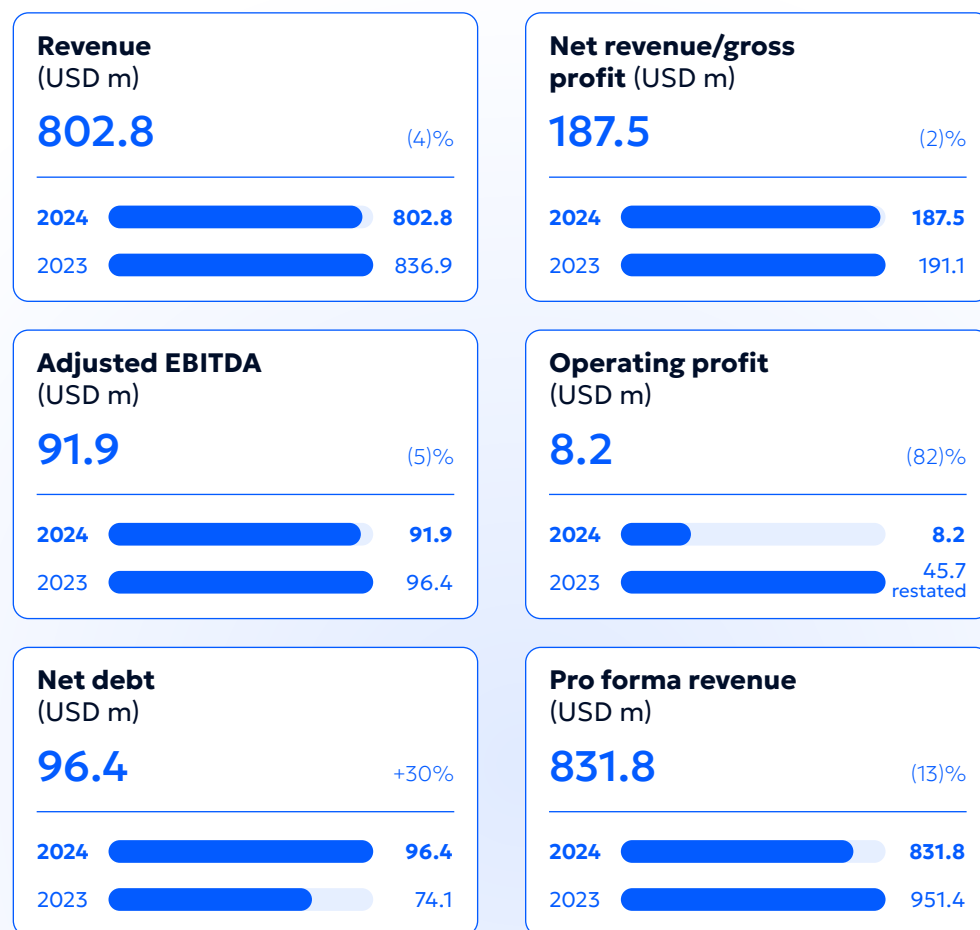 Revenue
(USD m)
802.8
(4)%
2024
802.8
2023
836.9
Net revenue/gross
profit (USD m)
187.5
(2)%
2024
187.5
2023
191.1
Adjusted EBITDA
(USD m)
91.9
(5)%
2024
91.9
2023
96.4
Operating profit
(USD m)
8.2
(82)%
2024
8.2
2023
45.7
restated
Net debt
(USD m)
96.4
+30%
2024
96.4
2023
74.1
Pro forma revenue
(USD m)
831.8
(13)%
2024
831.8
2023
951.4